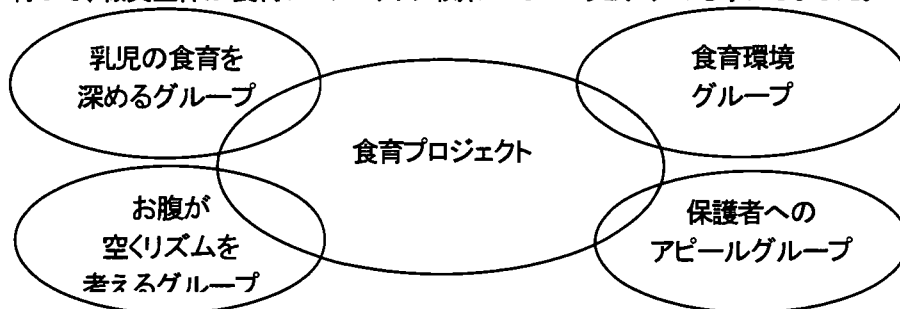 乳児の食育を
深めるグループ
食育環境
グループ
食育プロジェクト
お腹が
空くリズムを
考えるグループ
保護者への
アピールグループ